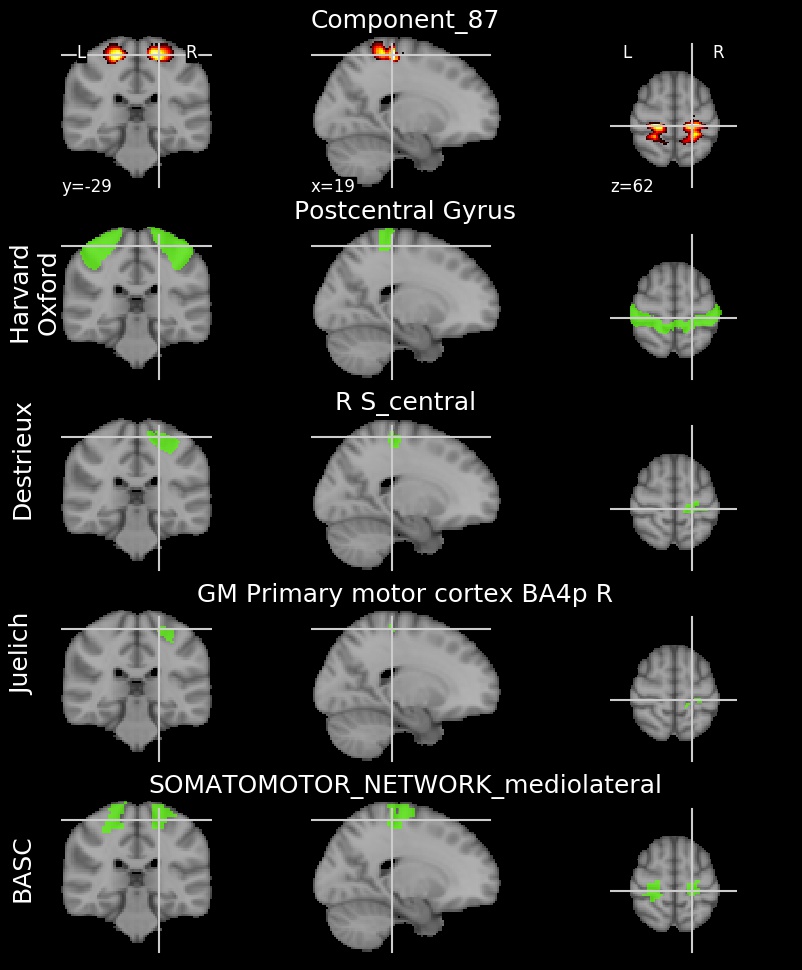 Component_87
L
R
L
R
y=-29
x=19
z=62
Postcentral Gyrus
Harvard
Oxford
R S_central
Destrieux
GM Primary motor cortex BA4p R
Juelich
SOMATOMOTOR_NETWORK_mediolateral
BASC